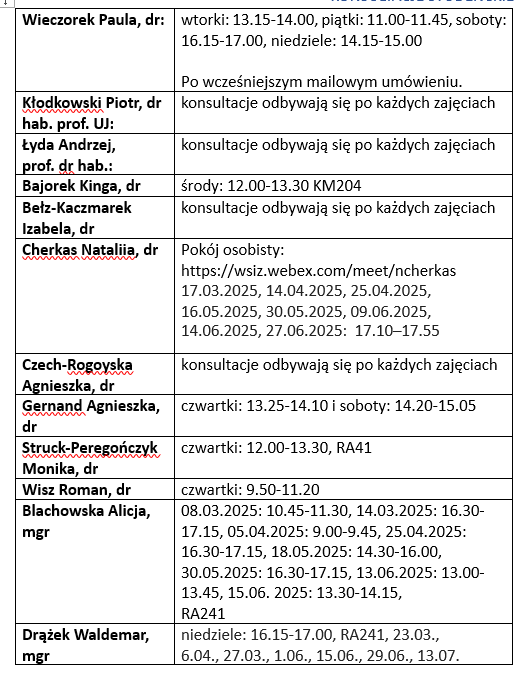 Wieczorek Paula, dr:
wtorki: 13.15-14.00, piątki: 11.00-11.45, soboty:
16.15-17.00, niedziele: 14.15-15.00
Po wcześniejszym mailowym umówieniu.
Kłodkowski Piotr, dr
hab. prof. UJ:
konsultacje odbywają się po każdych zajęciach
Łyda Andrzej,
prof. dr hab.:
konsultacje odbywają się po każdych zajęciach
Bajorek Kinga, dr
środy: 12.00-13.30 KM204
Bełz-Kaczmarek
Izabela, dr
konsultacje odbywają się po każdych zajęciach
Cherkas Nataliia, dr
Pokój osobisty:
https://wsiz.webex.com/meet/ncherkas
17.03.2025, 14.04.2025, 25.04.2025,
16.05.2025, 30.05.2025, 09.06.2025,
14.06.2025, 27.06.2025:  17.10–17.55
Czech-Rogoyska
Agnieszka, dr
konsultacje odbywają się po każdych zajęciach
Gernand Agnieszka,
dr
czwartki: 13.25-14.10 i soboty: 14.20-15.05
Struck-Peregończyk
Monika, dr
czwartki: 12.00-13.30, RA41
Wisz Roman, dr
czwartki: 9.50-11.20
Blachowska Alicja,
mgr
08.03.2025: 10.45-11.30, 14.03.2025: 16.30-
17.15, 05.04.2025: 9.00-9.45, 25.04.2025:
16.30-17.15, 18.05.2025: 14.30-16.00,
30.05.2025: 16.30-17.15, 13.06.2025: 13.00-
13.45, 15.06. 2025: 13.30-14.15,
RA241
Drążek Waldemar,
mgr
niedziele: 16.15-17.00, RA241, 23.03.,
6.04., 27.03., 1.06., 15.06., 29.06., 13.07.